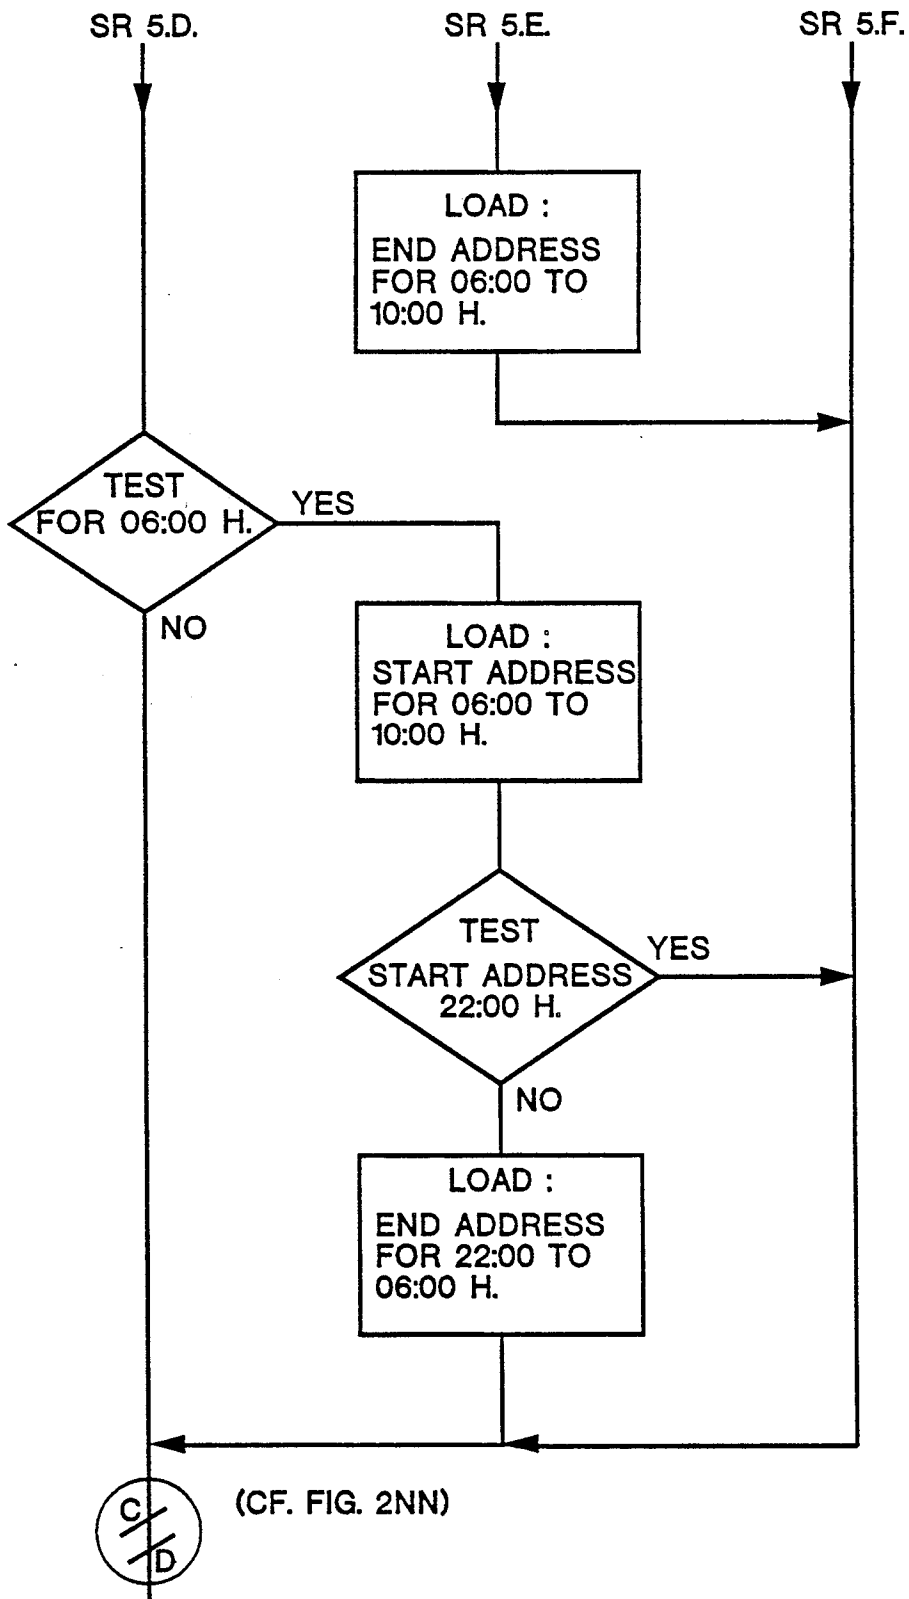 SR 5.D.
SR 5.E.
SR 5.F.
LOAD :
END ADDRESS
FOR 06:00 TO
10:00 H.
TEST
FOR 06:00 H.
YES
NO
LOAD :
START ADDRESS
FOR 06:00 TO
10:00 H.
TEST
START ADDRESS
22:00 H.
YES
NO
LOAD :
END ADDRESS
FOR 22:00 TO
06:00 H.
C
D
(CF. FIG. 2NN)